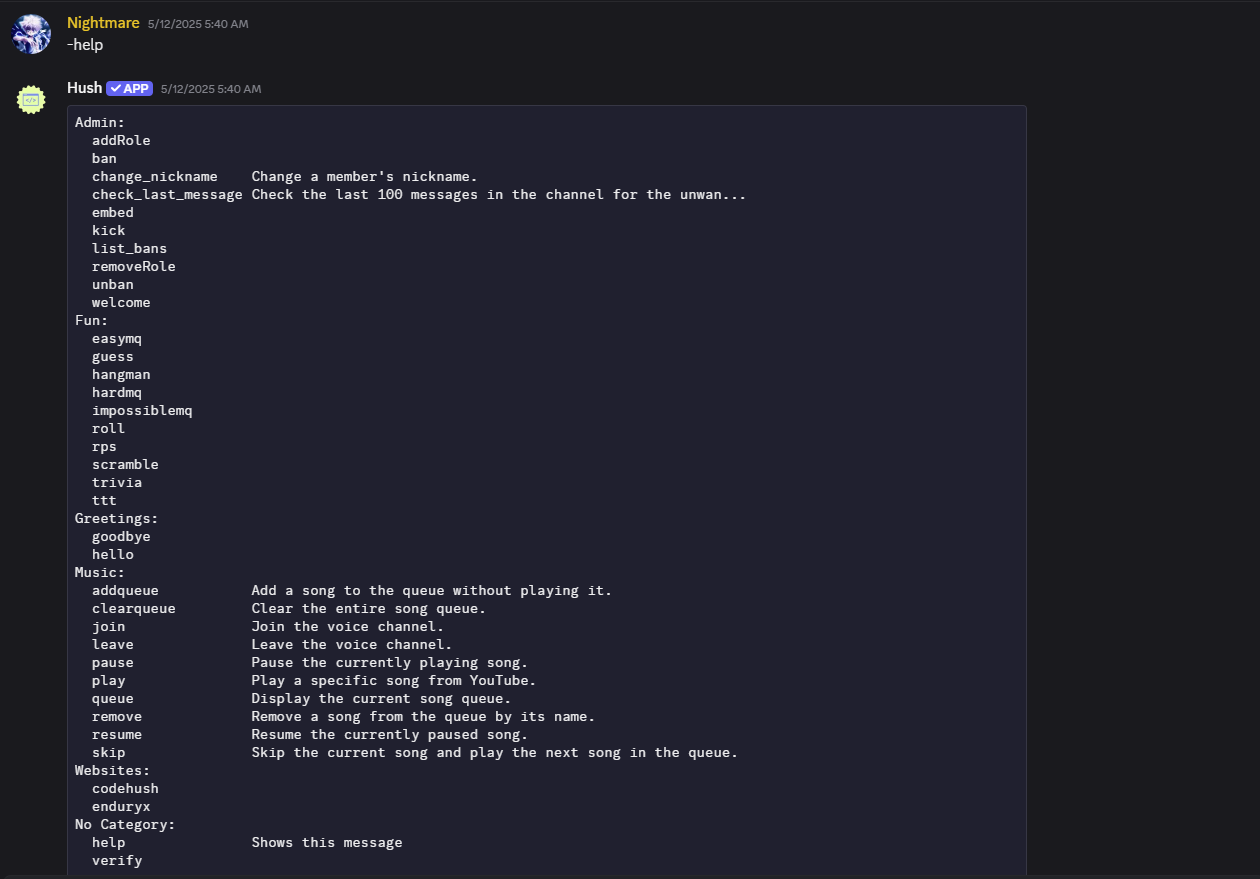 Nightmare 5/12/2025 5:40 AM
-help
Hush APP 5/12/2025 5:40 AM
Admin:
  addRole
  ban
  change_nickname    Change a member's nickname.
  check_last_message Check the last 100 messages in the channel for the unwan...
  embed
  kick
  list_bans
  removeRole
  unban
  welcome
Fun:
  easymq
  guess
  hangman
  hardmq
  impossiblemq
  roll
  rps
  scramble
  trivia
  ttt
Greetings:
  goodbye
  hello
Music:
  addqueue           Add a song to the queue without playing it.
  clearqueue         Clear the entire song queue.
  join               Join the voice channel.
  leave              Leave the voice channel.
  pause              Pause the currently playing song.
  play               Play a specific song from YouTube.
  queue              Display the current song queue.
  remove             Remove a song from the queue by its name.
  resume             Resume the currently paused song.
  skip               Skip the current song and play the next song in the queue.
Websites:
  codehush
  enduryx
No Category:
  help               Shows this message
  verify